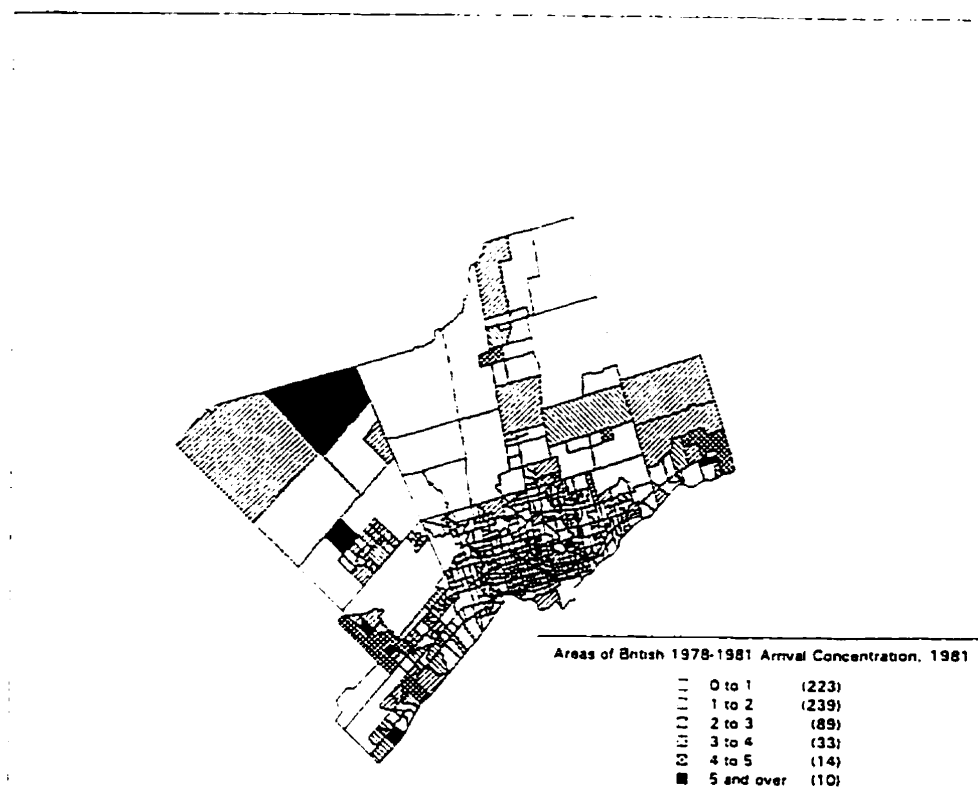 Areas of British 1978-1981 Arrival Concentration, 1981
0 to 1 (223)
1 to 2 (239)
2 to 3 (89)
3 to 4 (33)
4 to 5 (14)
5 and over (10)